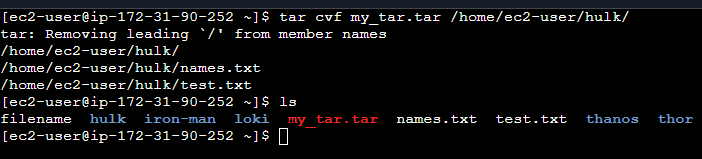 [ec2-user@ip-172-31-90-252 ~]$ tar cvf my_tar.tar /home/ec2-user/hulk/
tar: Removing leading `/' from member names
/home/ec2-user/hulk/
/home/ec2-user/hulk/names.txt
/home/ec2-user/hulk/test.txt
[ec2-user@ip-172-31-90-252 ~]$ ls
filename  hulk  iron-man  loki  my_tar.tar  names.txt  test.txt  thanos  thor
[ec2-user@ip-172-31-90-252 ~]$